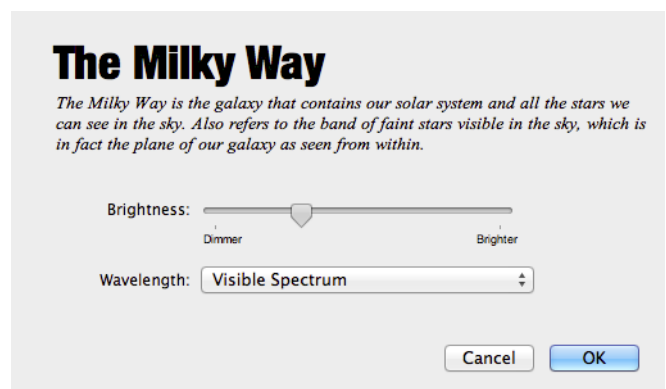 The Milky Way
The Milky Way is the galaxy that contains our solar system and all the stars we
can see in the sky. Also refers to the band of faint stars visible in the sky, which is
in fact the plane of our galaxy as seen from within.
Brightness:
Dimmer Brighter
Wavelength: Visible Spectrum
Cancel OK